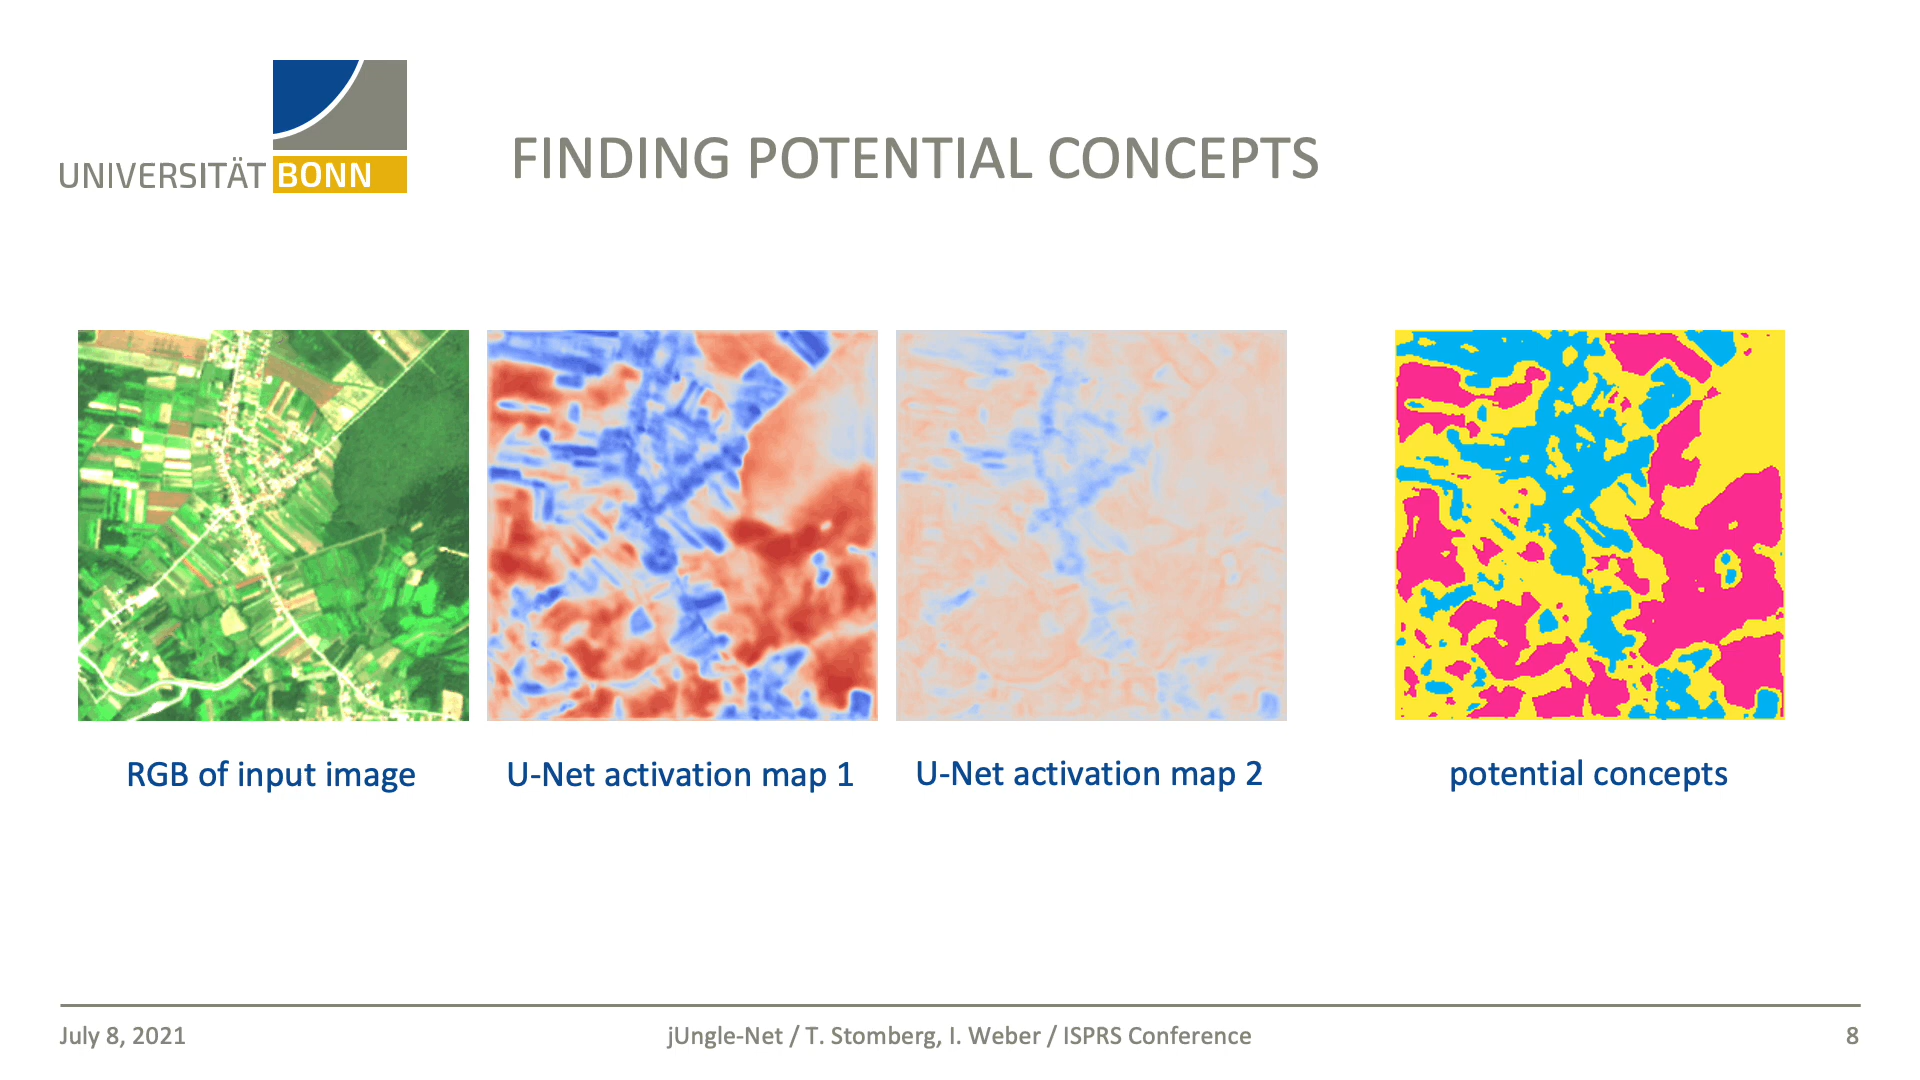 UNIVERSITÄT BONN
FINDING POTENTIAL CONCEPTS
RGB of input image
U-Net activation map 1
U-Net activation map 2
potential concepts
July 8, 2021
jUngle-Net / T. Stomberg, I. Weber / ISPRS Conference
8